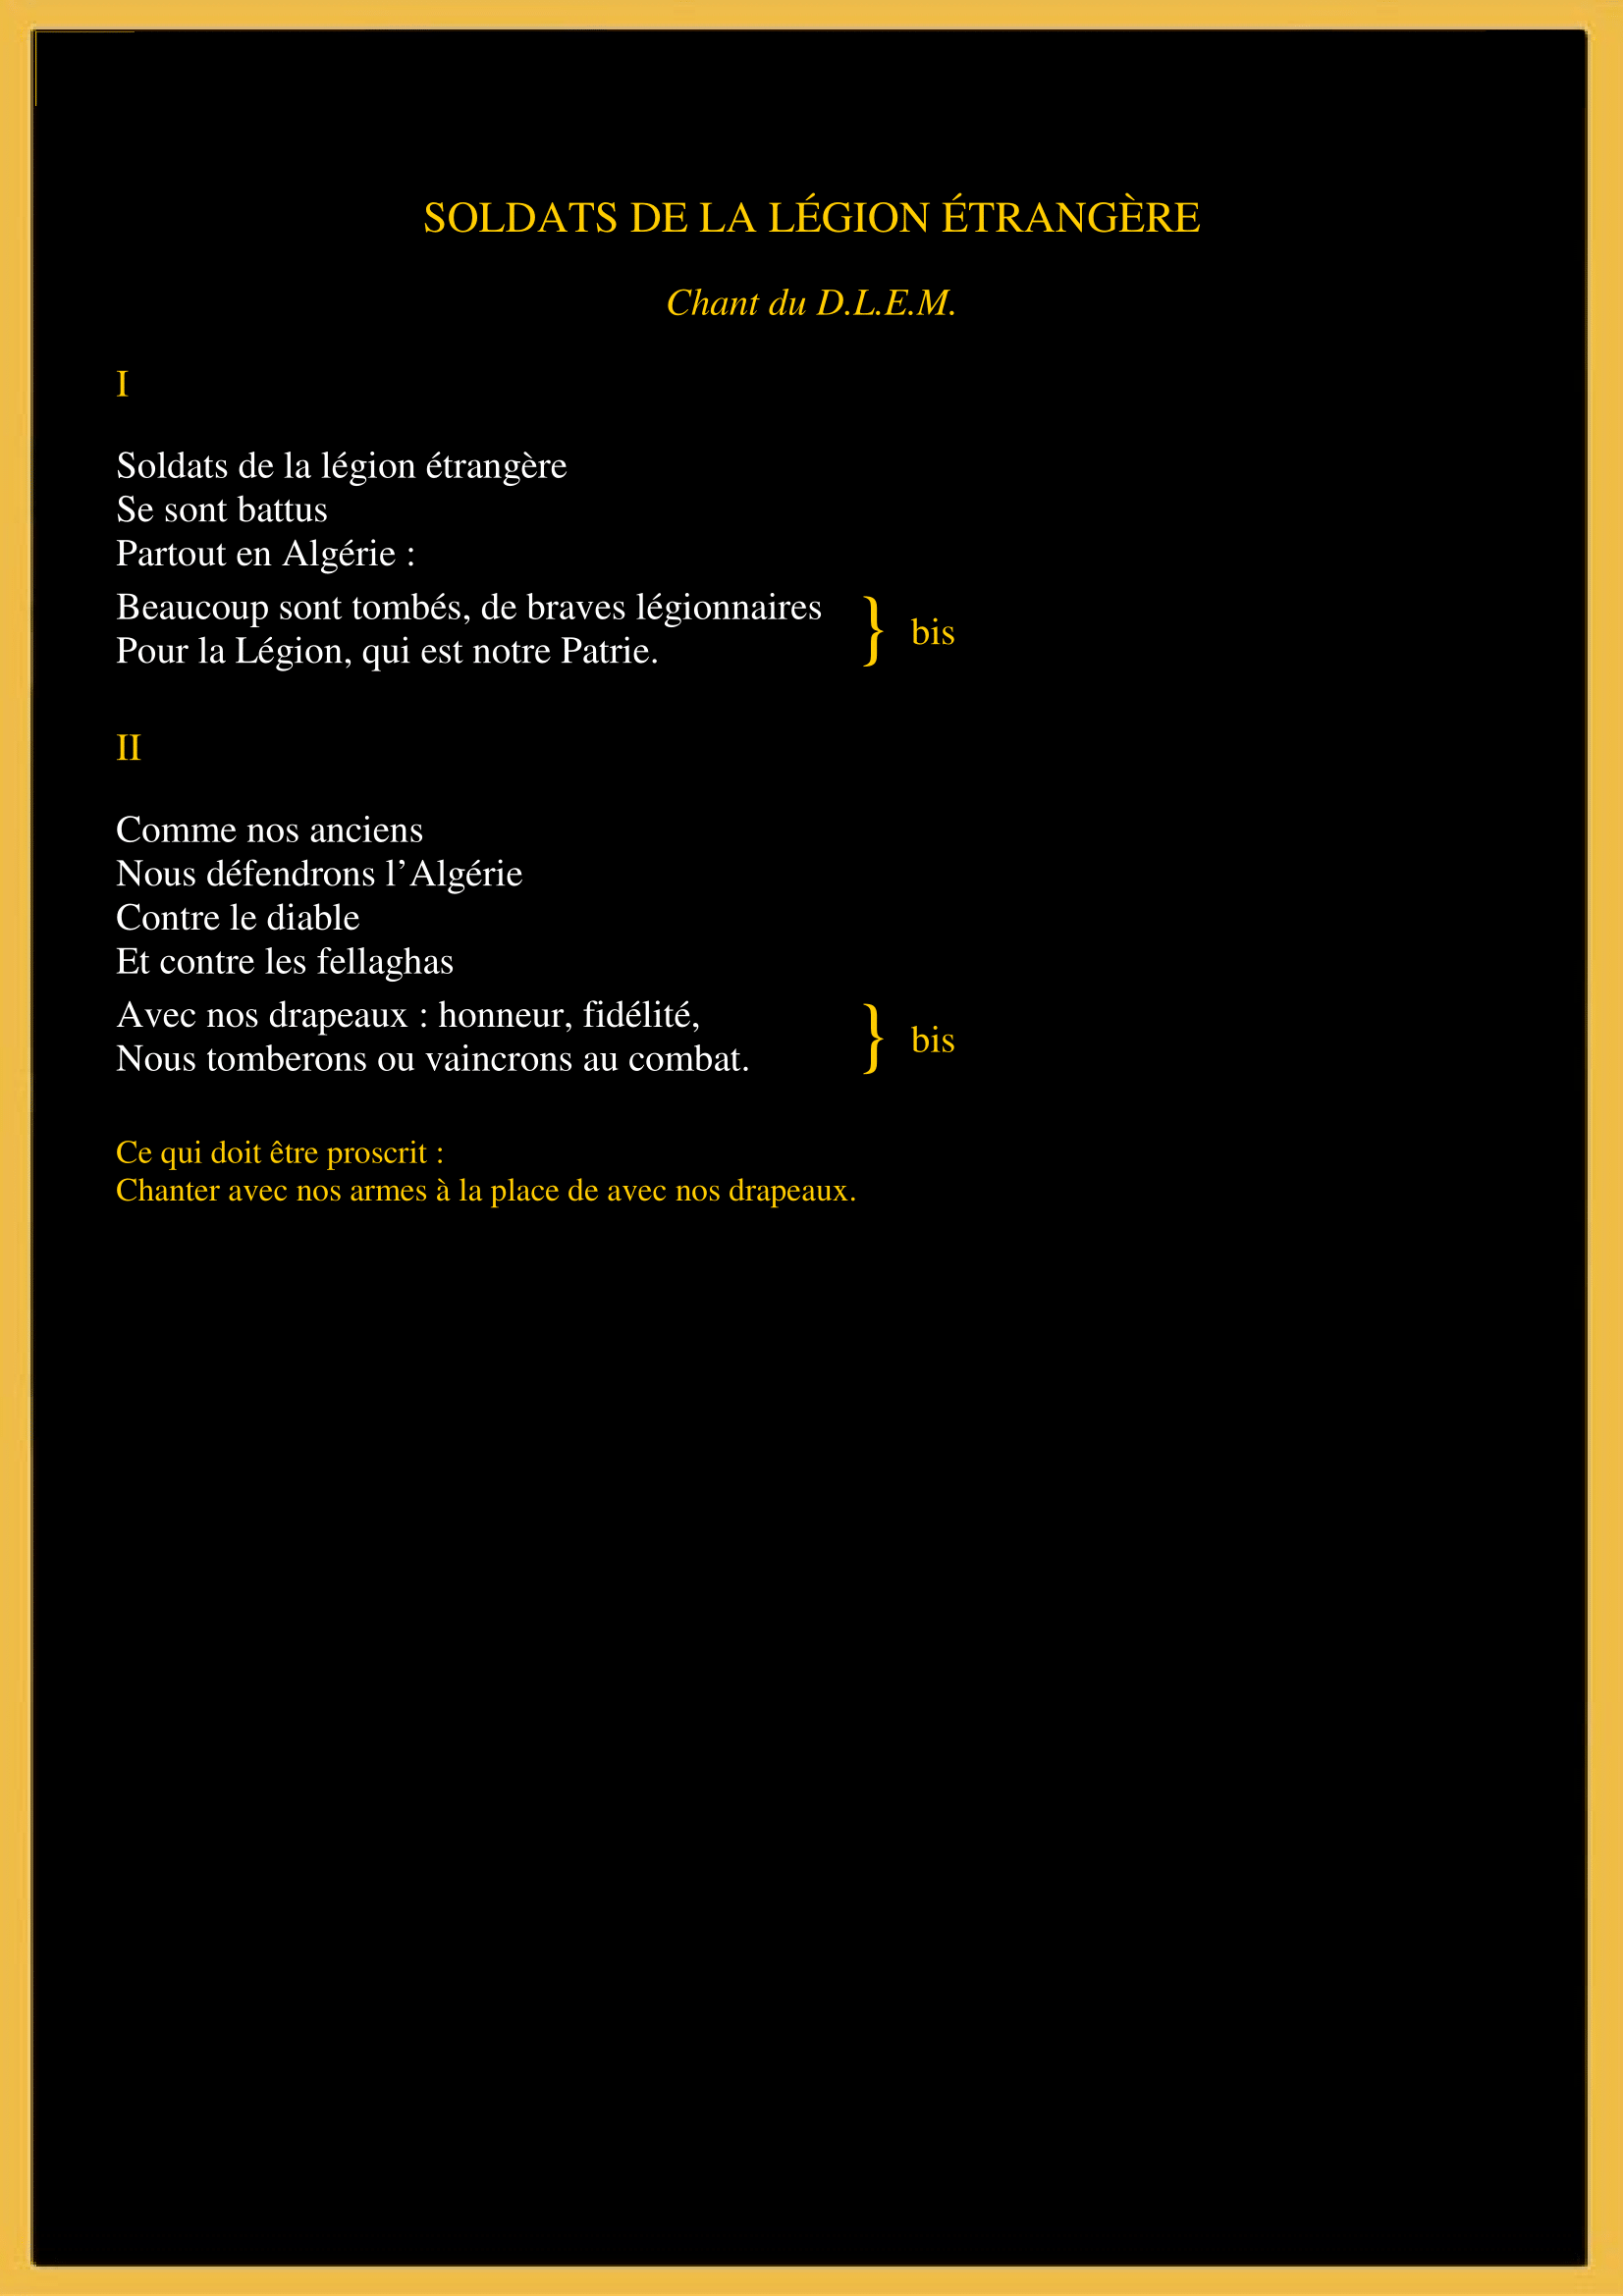 SOLDATS DE LA LÉGION ÉTRANGÈRE
Chant du D.L.E.M.
I
Soldats de la légion étrangère
Se sont battus
Partout en Algérie :
Beaucoup sont tombés, de braves légionnaires
Pour la Légion, qui est notre Patrie.
} bis
II
Comme nos anciens
Nous défendrons l’Algérie
Contre le diable
Et contre les fellaghas
Avec nos drapeaux : honneur, fidélité,
Nous tomberons ou vaincrons au combat.
} bis
Ce qui doit être proscrit :
Chanter avec nos armes à la place de avec nos drapeaux.